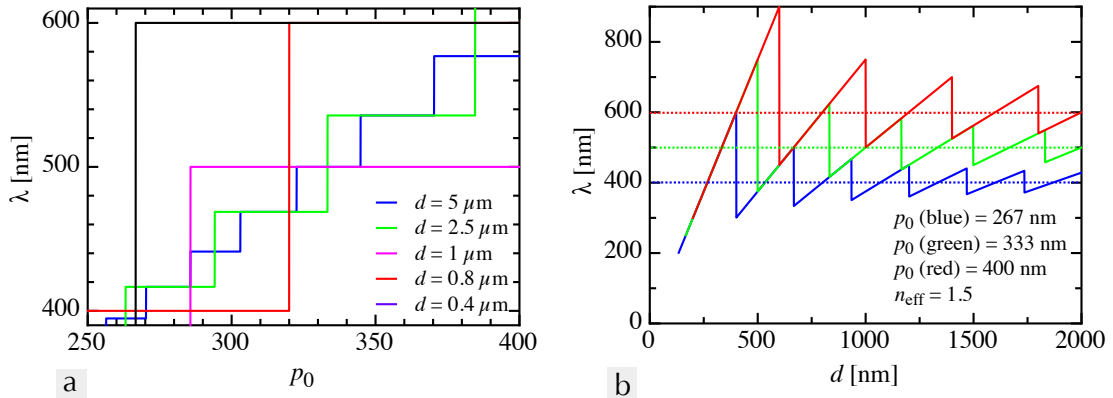 600
500
400
λ [nm]
d = 5 µm
d = 2.5 µm
d = 1 µm
d = 0.8 µm
d = 0.4 µm
250 300 350 400
p₀
a
800
600
400
200
0
λ [nm]
p₀ (blue) = 267 nm
p₀ (green) = 333 nm
p₀ (red) = 400 nm
nₑff = 1.5
0 500 1000 1500 2000
d [nm]
b